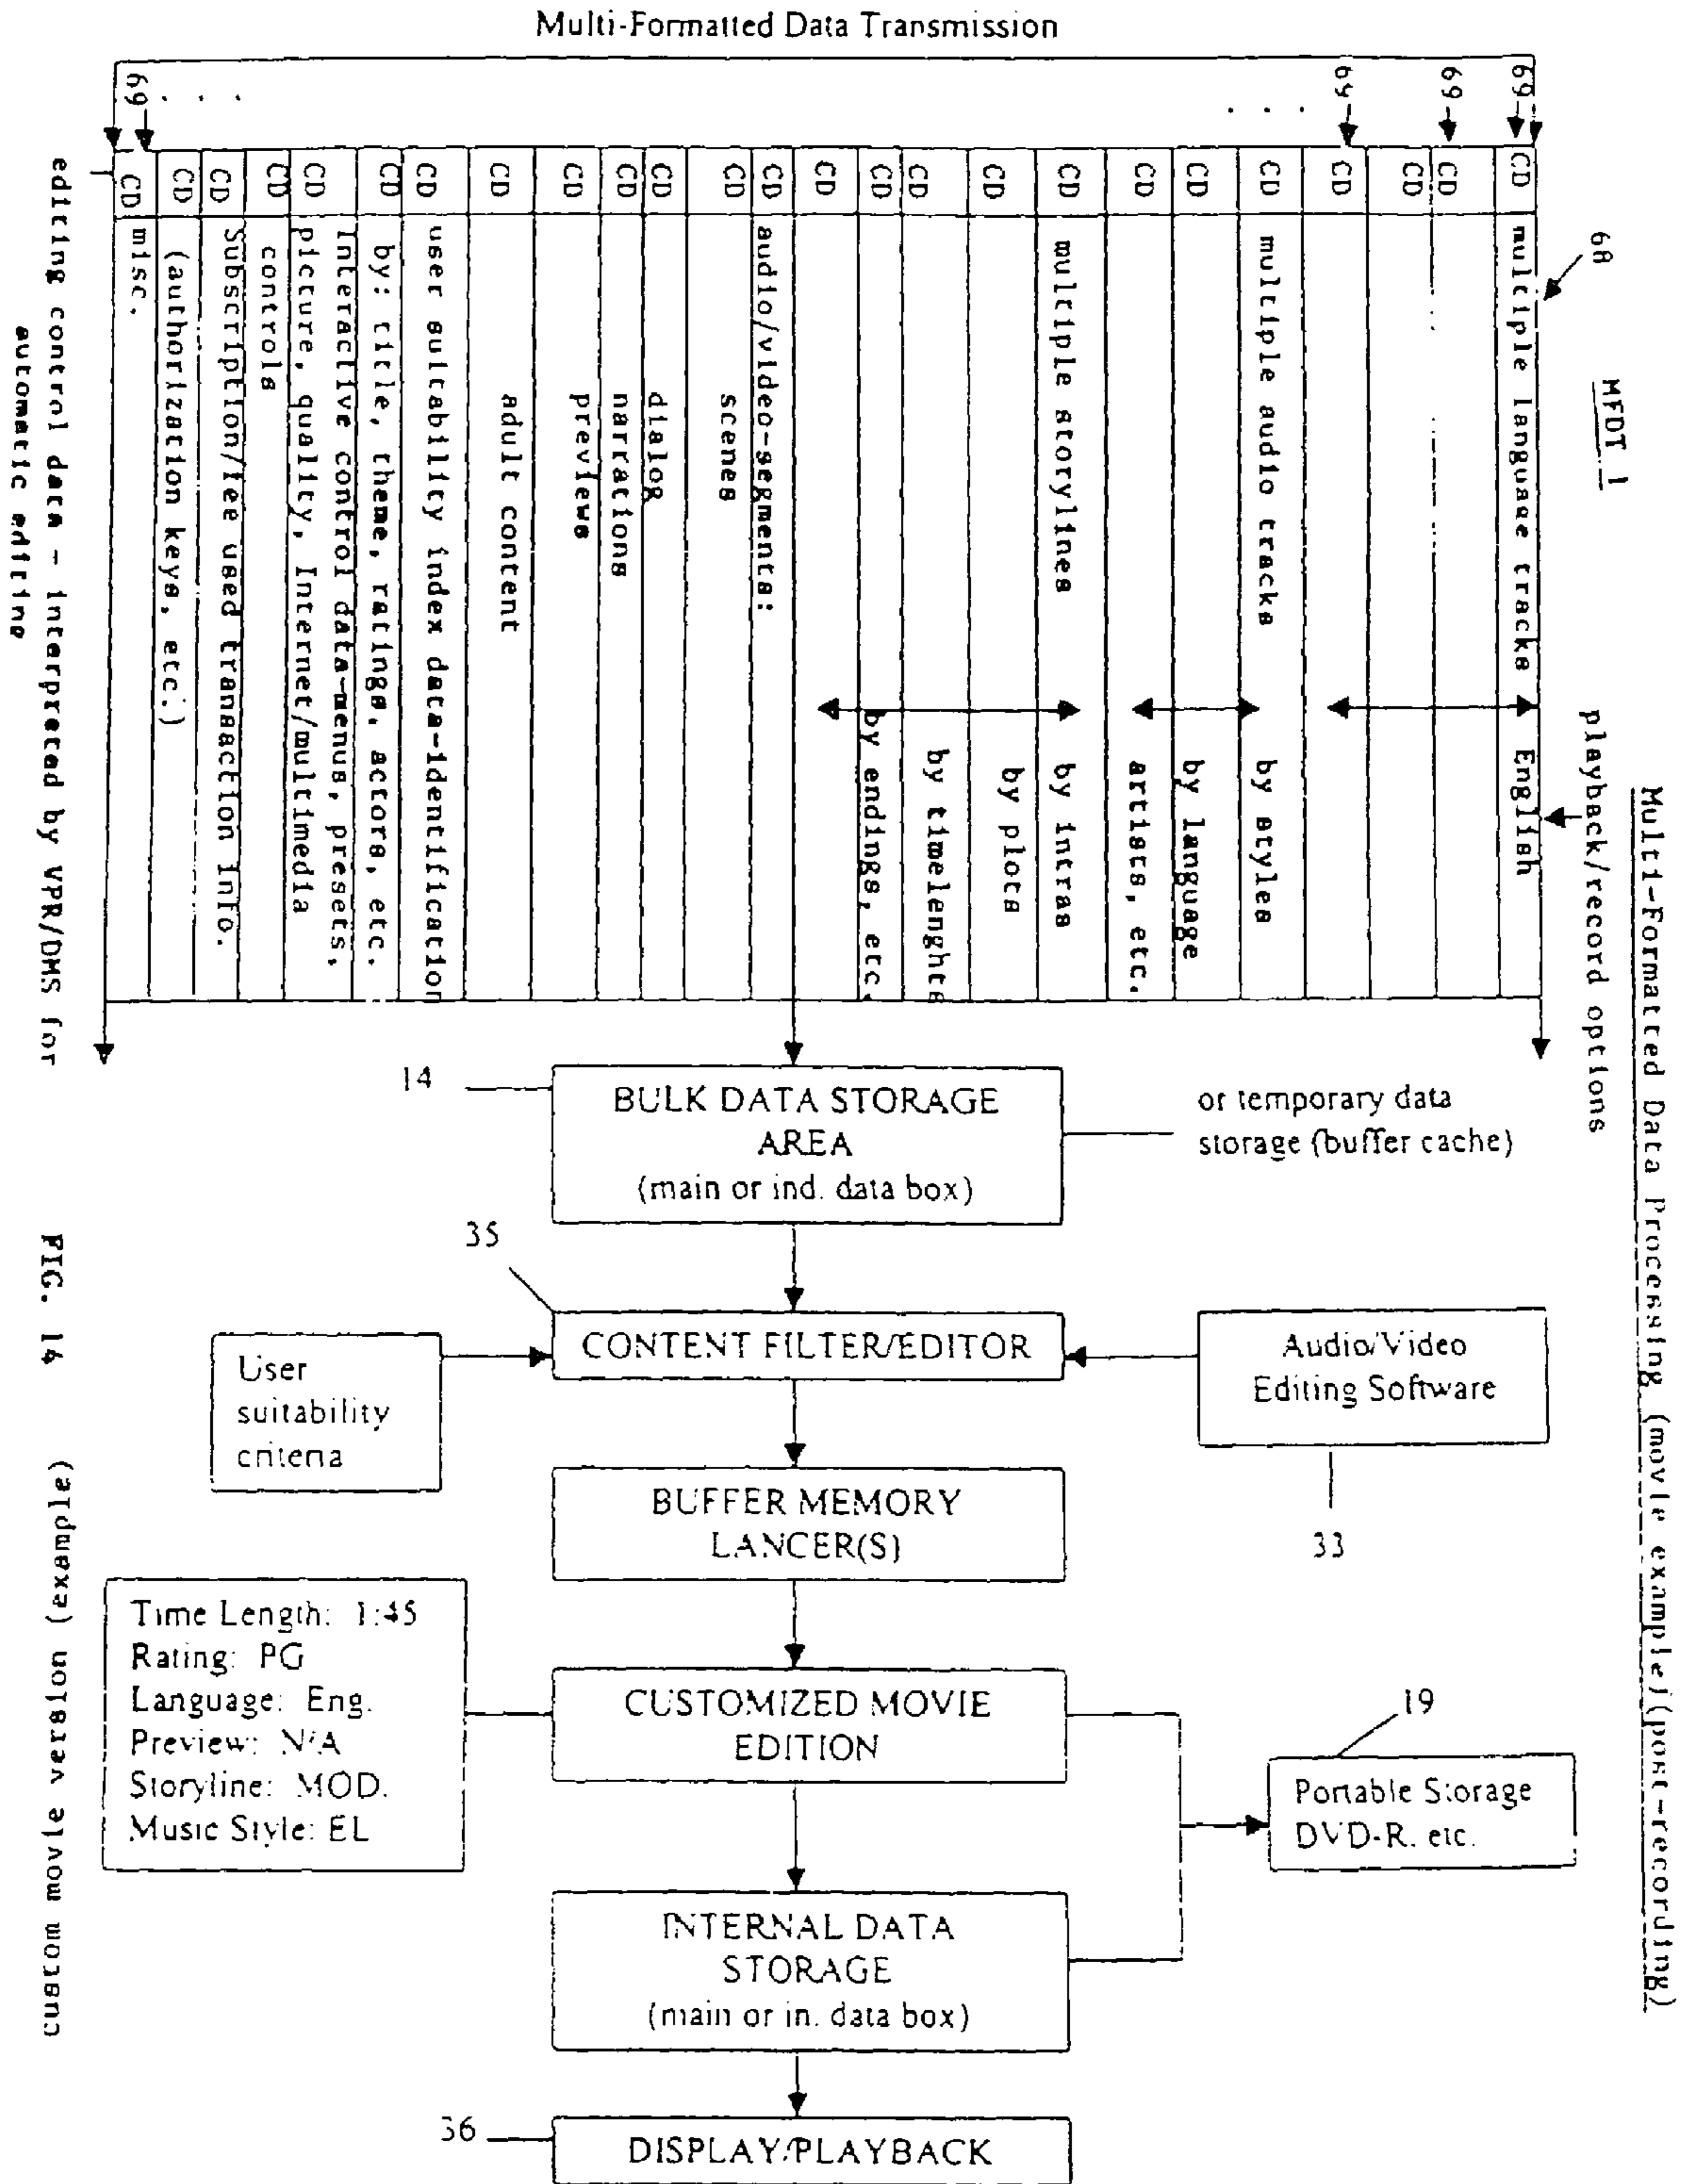 Multi-Formatted Data Processing (movie example)(post-recording)
Multi-Formatted Data Transmission
MFDT 1
68
69
69
69
69
playback/record options
CD multiple language tracks English
CD
CD
CD
CD multiple audio tracks by styles
CD by language
CD artists, etc.
CD multiple storylines by intras
CD by plots
CD by timelenghts
CD by endings, etc.
CD
CD audio/video-segments:
CD scenes
CD dialog
CD narrations
CD previews
CD adult content
CD user suitability index data-identification
CD by: title, theme, ratings, actors, etc.
Interactive control data-menus, presets,
CD picture, quality, Internet/multimedia
CD controls
CD Subscription/fee used transaction Info.
CD (authorization keys, etc.)
CD misc.
editing control data - interpreted by VPR/DMS for
automatic editing
14
BULK DATA STORAGE
AREA
(main or ind. data box)
or temporary data
storage (buffer cache)
35
CONTENT FILTER/EDITOR
User
suitability
criteria
Audio/Video
Editing Software
33
BUFFER MEMORY
LANCER(S)
Time Length: 1:45
Rating: PG
Language: Eng.
Preview: N/A
Storyline: MOD.
Music Style: EL
CUSTOMIZED MOVIE
EDITION
19
Portable Storage
DVD-R. etc.
INTERNAL DATA
STORAGE
(main or in. data box)
36
DISPLAY/PLAYBACK
FIG. 14 custom movie version (example)